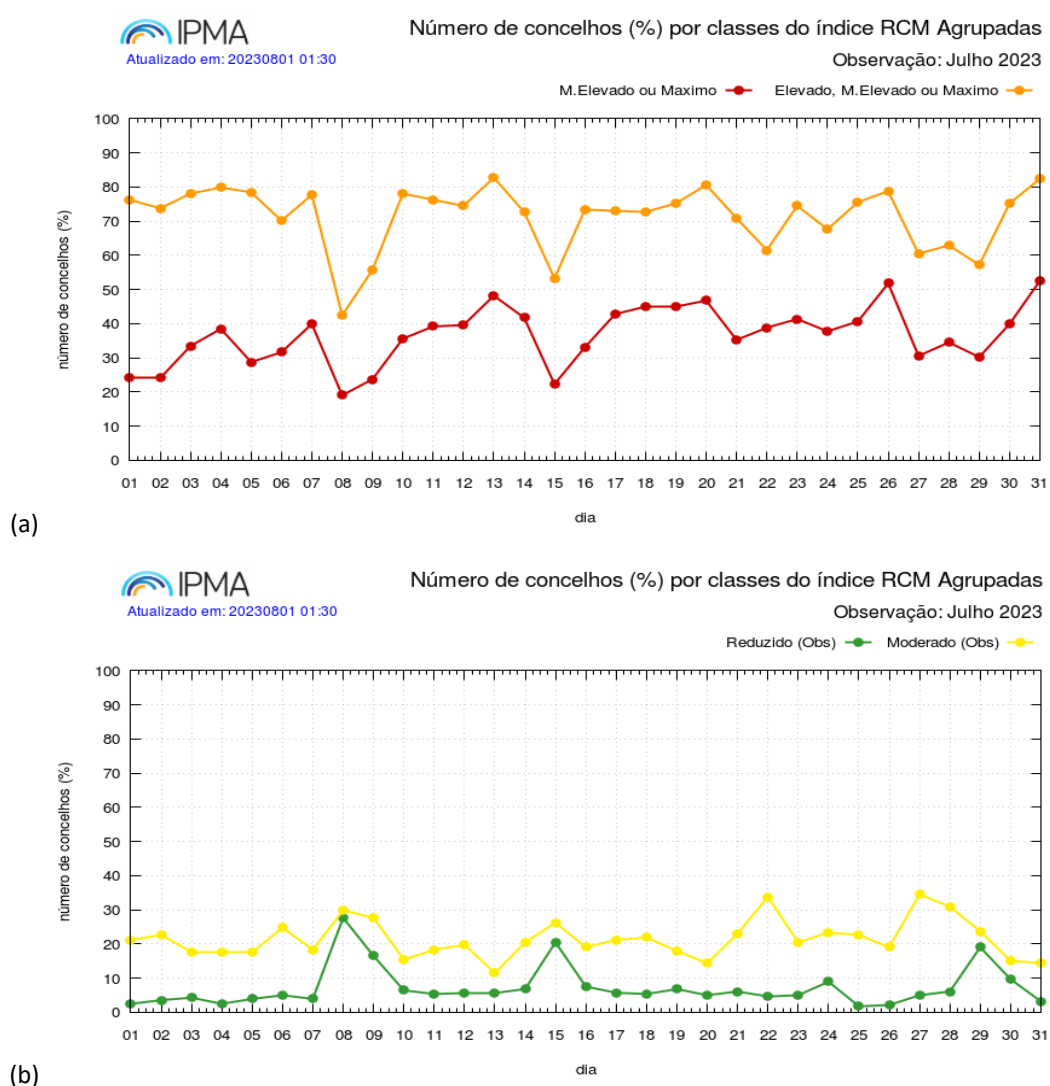 IPMA
Número de concelhos (%) por classes do índice RCM Agrupadas
Atualizado em: 20230801 01:30
Observação: Julho 2023
M.Elevado ou Maximo
Elevado, M.Elevado ou Maximo
100
90
80
70
60
50
40
30
20
10
0
número de concelhos (%)
01 02 03 04 05 06 07 08 09 10 11 12 13 14 15 16 17 18 19 20 21 22 23 24 25 26 27 28 29 30 31
dia
(a)
IPMA
Número de concelhos (%) por classes do índice RCM Agrupadas
Atualizado em: 20230801 01:30
Observação: Julho 2023
Reduzido (Obs)
Moderado (Obs)
100
90
80
70
60
50
40
30
20
10
0
número de concelhos (%)
01 02 03 04 05 06 07 08 09 10 11 12 13 14 15 16 17 18 19 20 21 22 23 24 25 26 27 28 29 30 31
dia
(b)